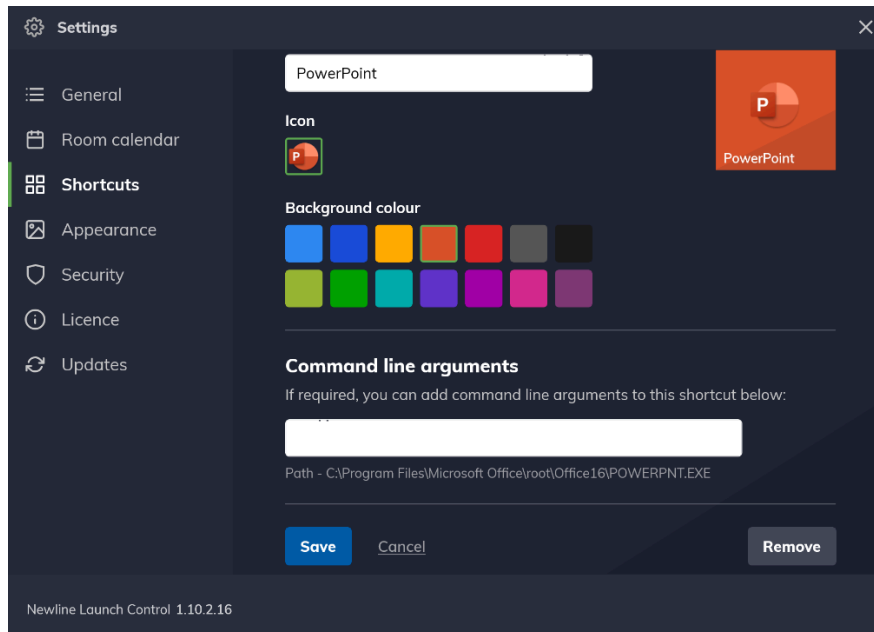 Settings
General
Room calendar
Shortcuts
Appearance
Security
Licence
Updates
PowerPoint
Icon
P
P
PowerPoint
Background colour
Command line arguments
If required, you can add command line arguments to this shortcut below:
Path - C:\Program Files\Microsoft Office\root\Office16\POWERPNT.EXE
Save
Cancel
Remove
Newline Launch Control 1.10.2.16